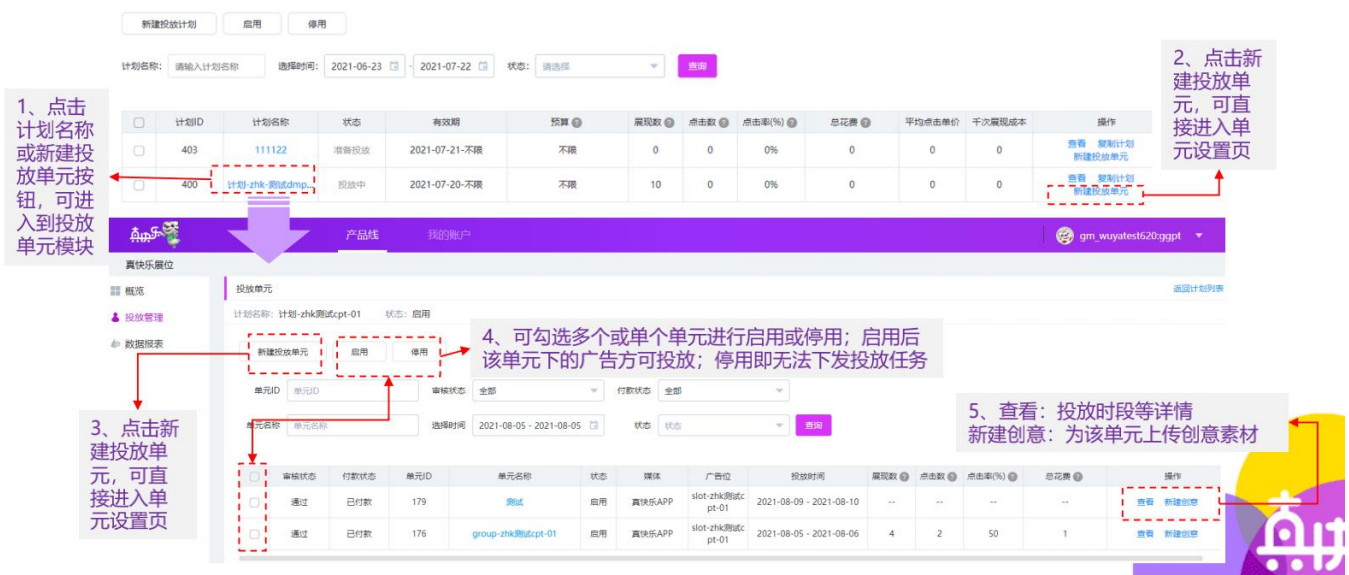 新建投放计划 启用 停用
计划名称: 请输入计划名称 选择时间: 2021-06-23 - 2021-07-22 状态: 请选择 查询
1、点击
计划名称
或新建投
放单元按
钮，可进
入到投放
单元模块
2、点击新
建投放单
元，可直
接进入单
元设置页
计划ID 计划名称 状态 有效期 预算 展现数 点击数 点击率(%) 总花费 平均点击单价 千次展现成本 操作
403 111122 准备投放 2021-07-21-不限 不限 0 0 0% 0 0 0 查看 复制计划
新建投放单元
400 计划-zhk-测试dmp... 投放中 2021-07-20-不限 不限 10 0 0% 0 0 0 查看 复制计划
新建投放单元
真快乐 产品线 我的账户 gm_wuyatest620:ggpt
真快乐展位
概览
投放管理
数据报表
投放单元 返回计划列表
计划名称: 计划-zhk测试cpt-01 状态: 启用
新建投放单元 启用 停用
4、可勾选多个或单个单元进行启用或停用；启用后
该单元下的广告方可投放；停用即无法下发投放任务
单元ID 单元ID 审核状态 全部 付款状态 全部
单元名称 单元名称 选择时间 2021-08-05 - 2021-08-05 状态 状态 查询
3、点击新
建投放单
元，可直
接进入单
元设置页
5、查看：投放时段等详情
新建创意：为该单元上传创意素材
审核状态 付款状态 单元ID 单元名称 状态 媒体 广告位 投放时间 展现数 点击数 点击率(%) 总花费 操作
通过 已付款 179 测试 启用 真快乐APP slot-zhk测试c
pt-01 2021-08-09 - 2021-08-10 -- -- -- -- 查看 新建创意
通过 已付款 176 group-zhk测试cpt-01 启用 真快乐APP slot-zhk测试c
pt-01 2021-08-05 - 2021-08-06 4 2 50 1 查看 新建创意
真快